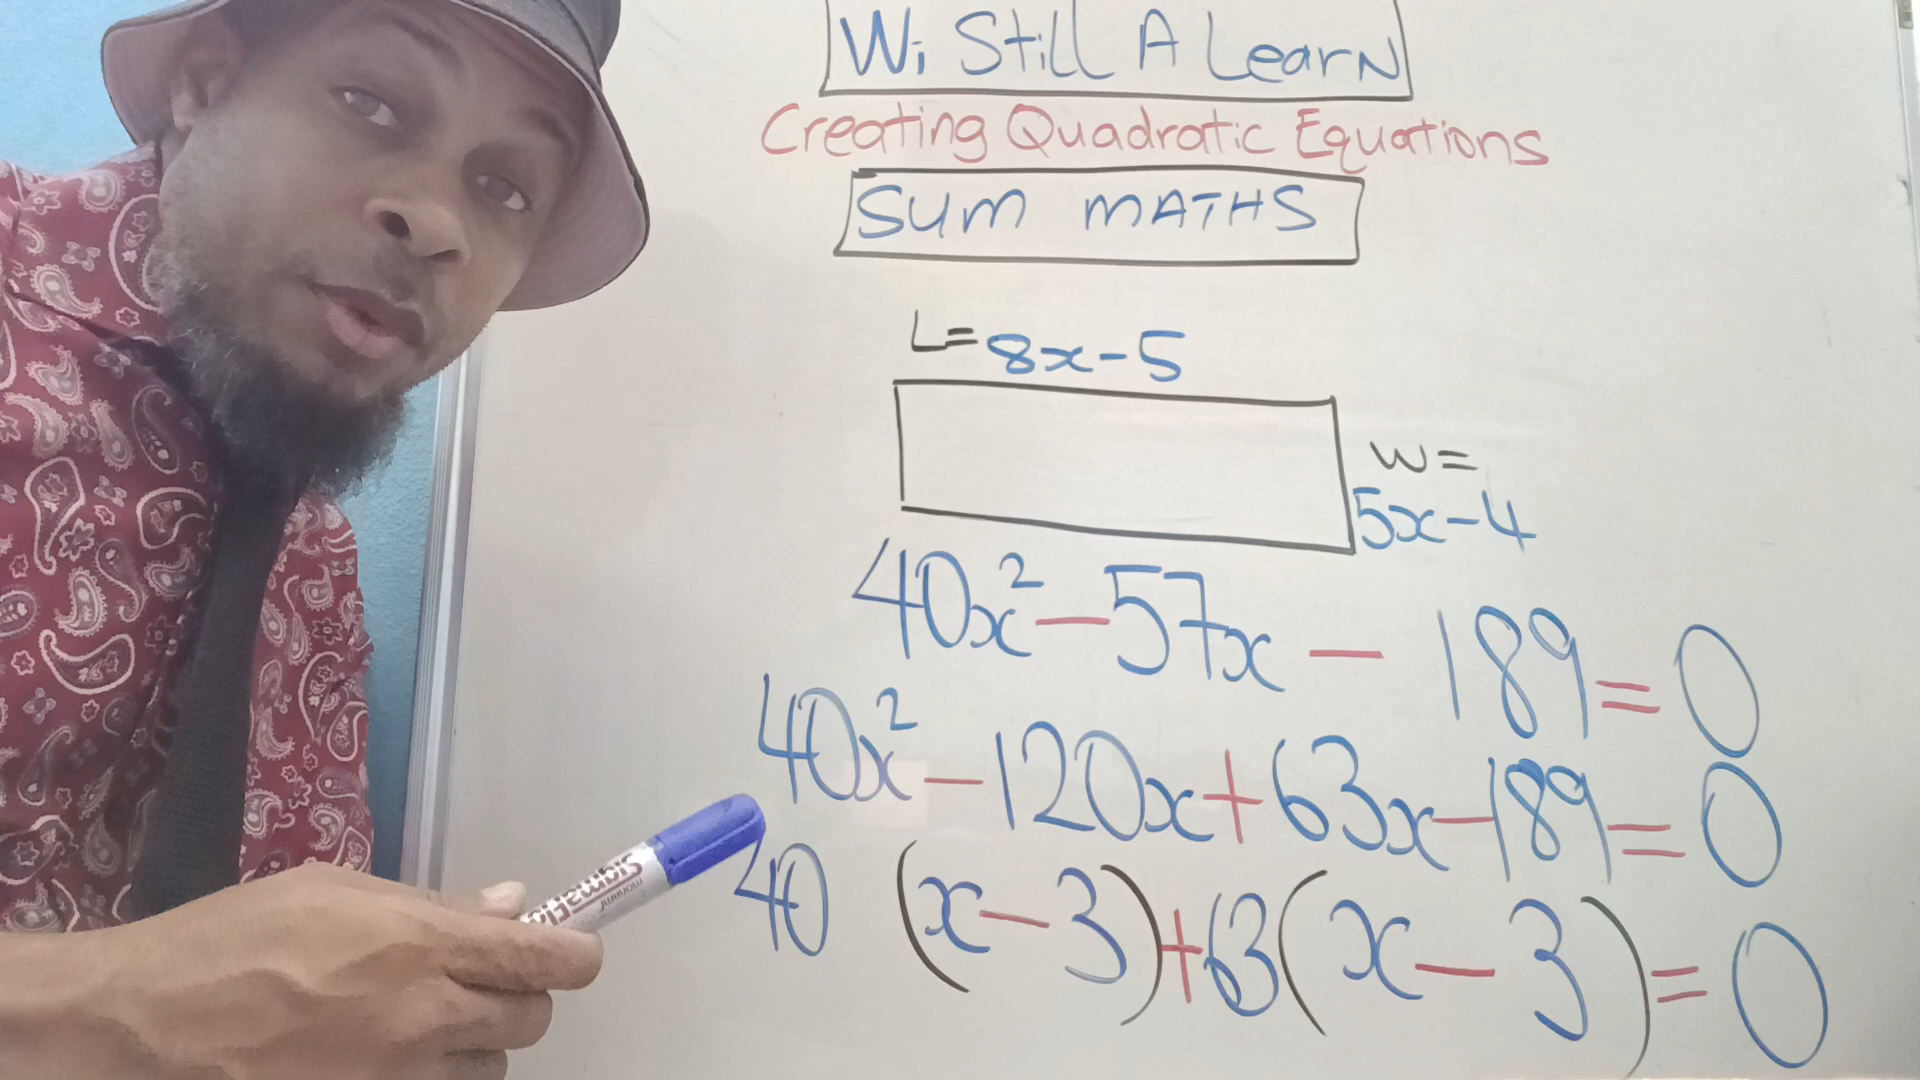 Wi Still A Learn
Creating Quadratic Equations
SUM MATHS
L= 8x-5
W=
5x-4
40x² - 57x - 189 = 0
40x² - 120x + 63x - 189 = 0
40 (x - 3) + 63 (x - 3) = 0